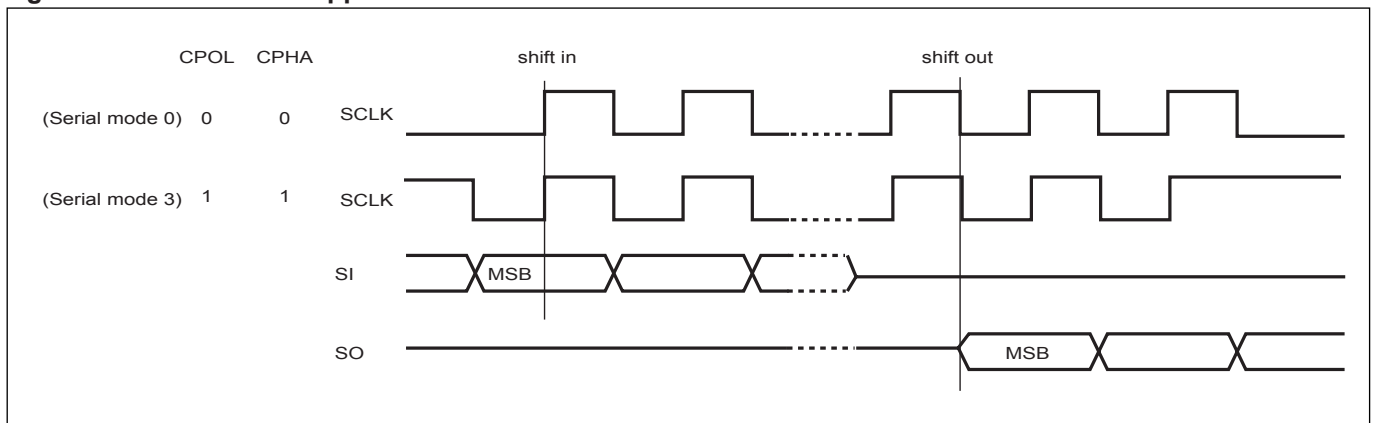 CPOL CPHA shift in shift out
(Serial mode 0) 0 0 SCLK
(Serial mode 3) 1 1 SCLK
SI MSB
SO MSB